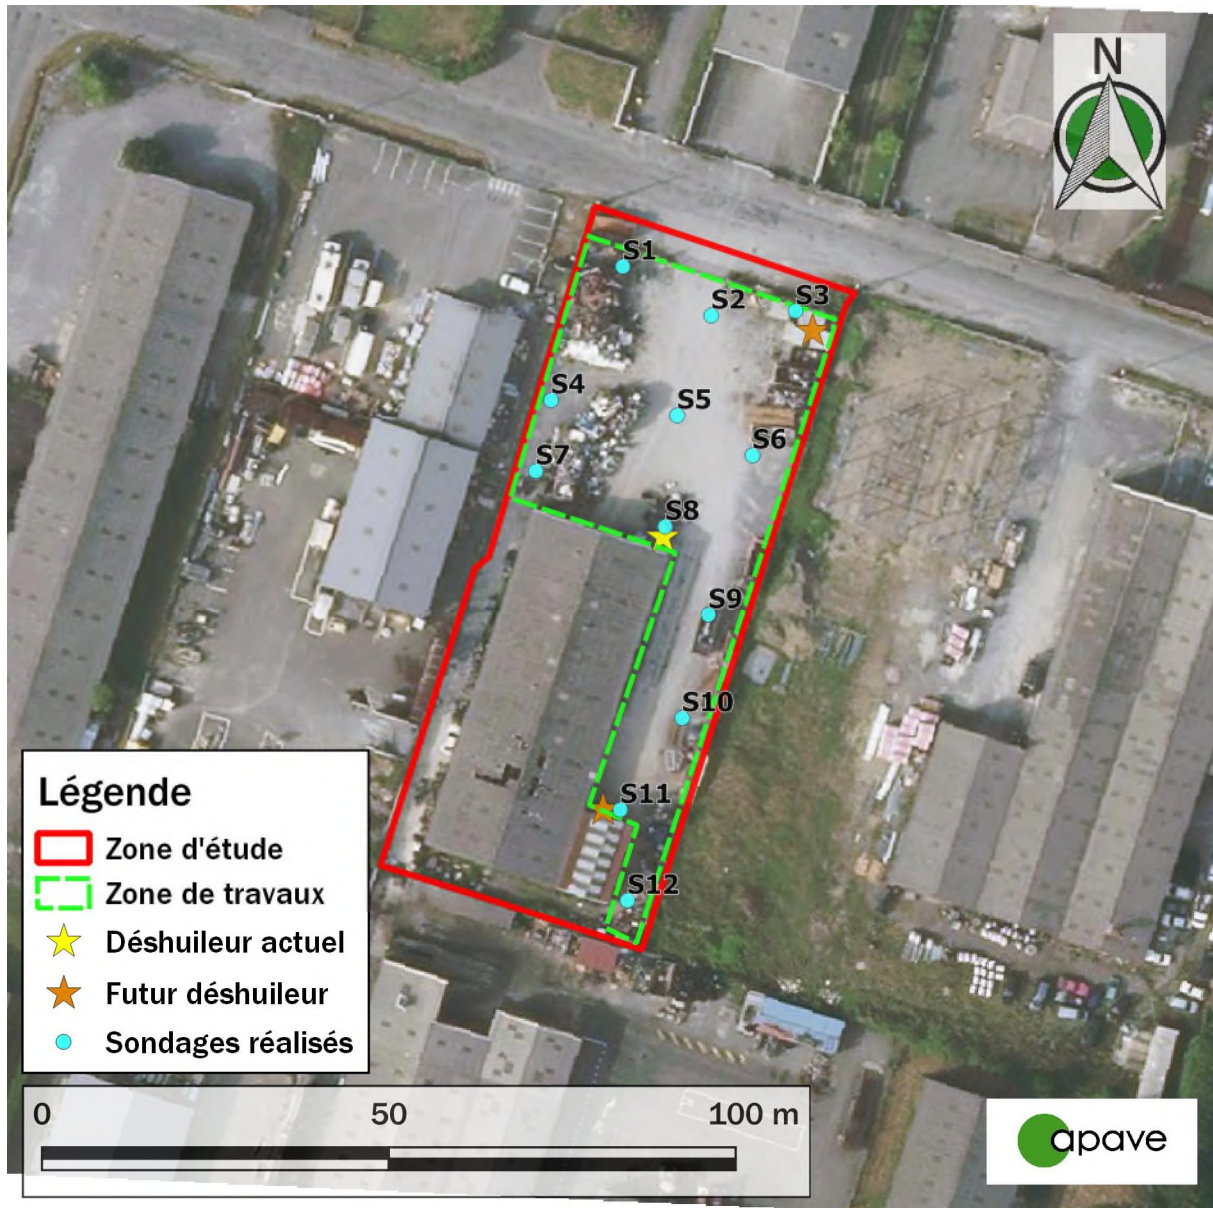 N
S1
S2
S3
S4
S5
S6
S7
S8
S9
S10
S11
S12
Légende
Zone d'étude
Zone de travaux
Déshuileur actuel
Futur déshuileur
Sondages réalisés
0 50 100 m
apave